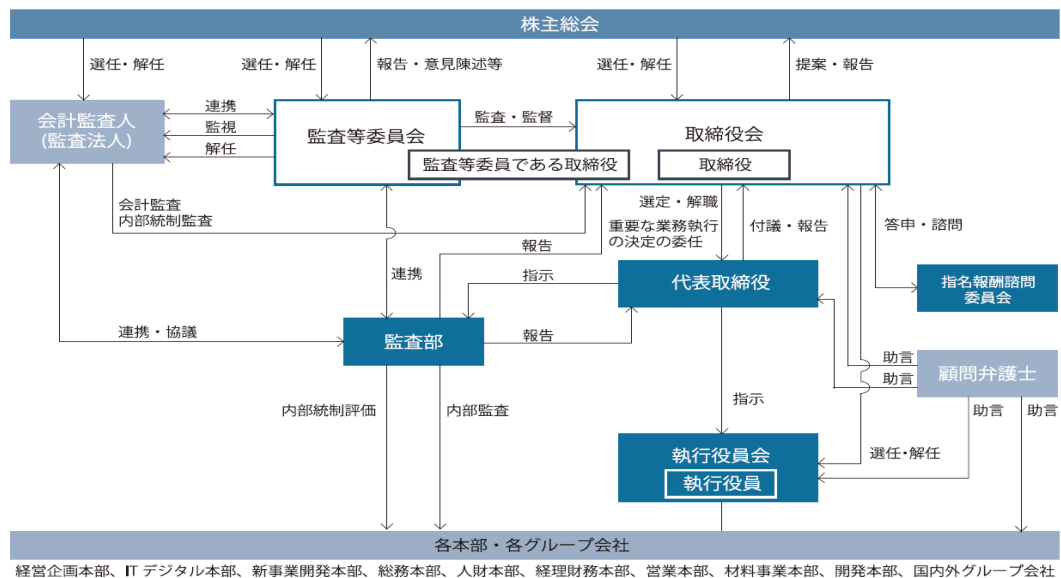 株主総会
選任・解任
選任・解任
報告・意見陳述等
選任・解任
提案・報告
会計監査人
(監査法人)
連携
監視
解任
監査等委員会
監査・監督
取締役会
監査等委員である取締役
取締役
会計監査
内部統制監査
選定・解職
重要な業務執行
の決定の委任
付議・報告
答申・諮問
報告
連携
指示
代表取締役
指名報酬諮問
委員会
連携・協議
監査部
報告
助言
助言
顧問弁護士
内部統制評価
内部監査
指示
助言
助言
執行役員会
執行役員
選任・解任
各本部・各グループ会社
経営企画本部、IT デジタル本部、新事業開発本部、総務本部、人財本部、経理財務本部、営業本部、材料事業本部、開発本部、国内外グループ会社